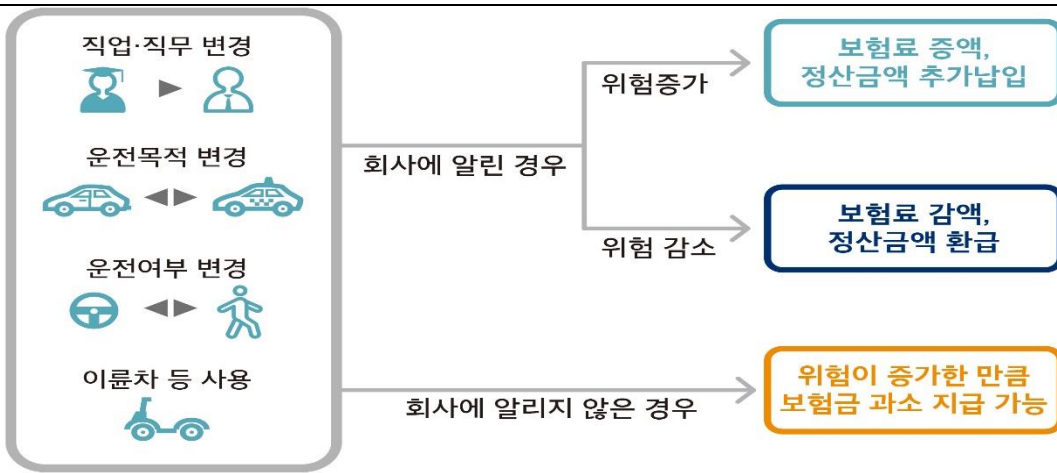 직업·직무 변경
운전목적 변경
운전여부 변경
이륜차 등 사용
회사에 알린 경우
위험증가
보험료 증액,
정산금액 추가납입
위험 감소
보험료 감액,
정산금액 환급
회사에 알리지 않은 경우
위험이 증가한 만큼
보험금 과소 지급 가능